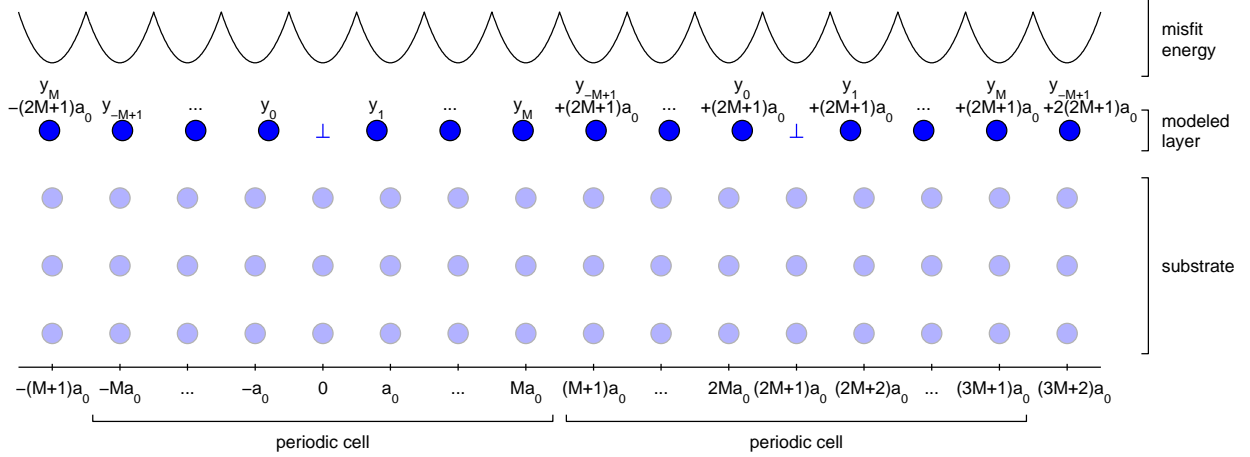 misfit
energy
y_M y_{-M+1} y_0 y_1 y_M y_{-M+1}
−(2M+1)a_0 y_{−M+1} ... y_0 y_1 ... y_M +(2M+1)a_0 ... +(2M+1)a_0 +(2M+1)a_0 ... +(2M+1)a_0 +2(2M+1)a_0
⊥ ⊥
modeled
layer
substrate
−(M+1)a_0 −Ma_0 ... −a_0 0 a_0 ... Ma_0 (M+1)a_0 ... 2Ma_0 (2M+1)a_0 (2M+2)a_0 ... (3M+1)a_0 (3M+2)a_0
periodic cell periodic cell